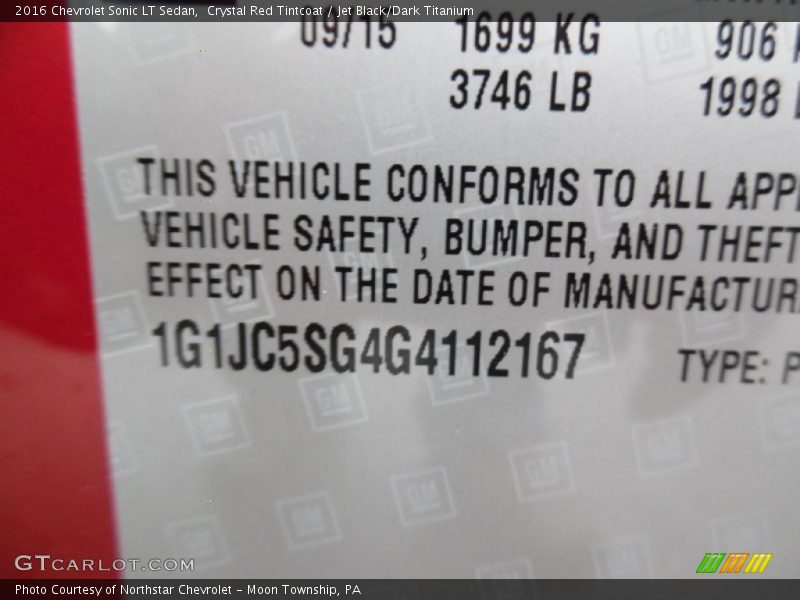 2016 Chevrolet Sonic LT Sedan, Crystal Red Tintcoat / Jet Black/Dark Titanium
09/15 1699 KG 906
3746 LB 1998
THIS VEHICLE CONFORMS TO ALL APP
VEHICLE SAFETY, BUMPER, AND THEFT
EFFECT ON THE DATE OF MANUFACTUR
1G1JC5SG4G4112167 TYPE: P
GTCARLOT.COM
Photo Courtesy of Northstar Chevrolet - Moon Township, PA